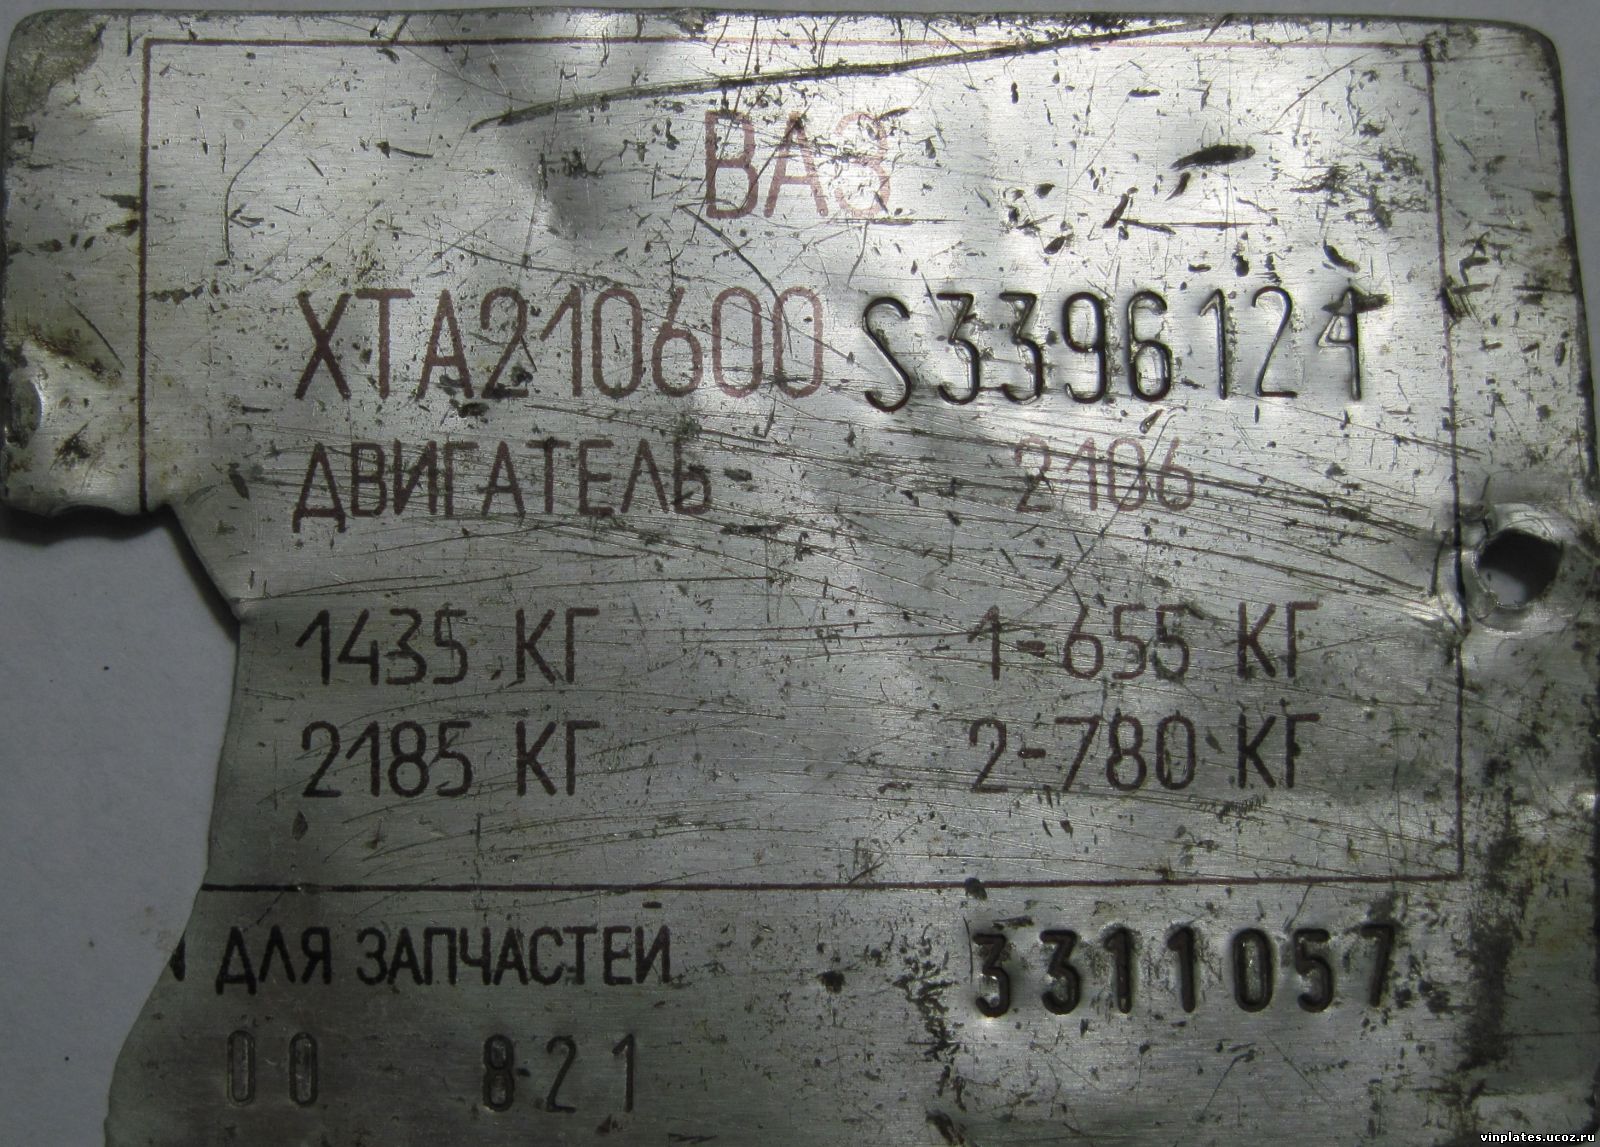 ВАЗ
XTA210600 S3396121
ДВИГАТЕЛЬ 2106
1435 КГ 1-655 КГ
2185 КГ 2-780 КГ
ДЛЯ ЗАПЧАСТЕЙ 3311057
00 821
vinplates.ucoz.ru